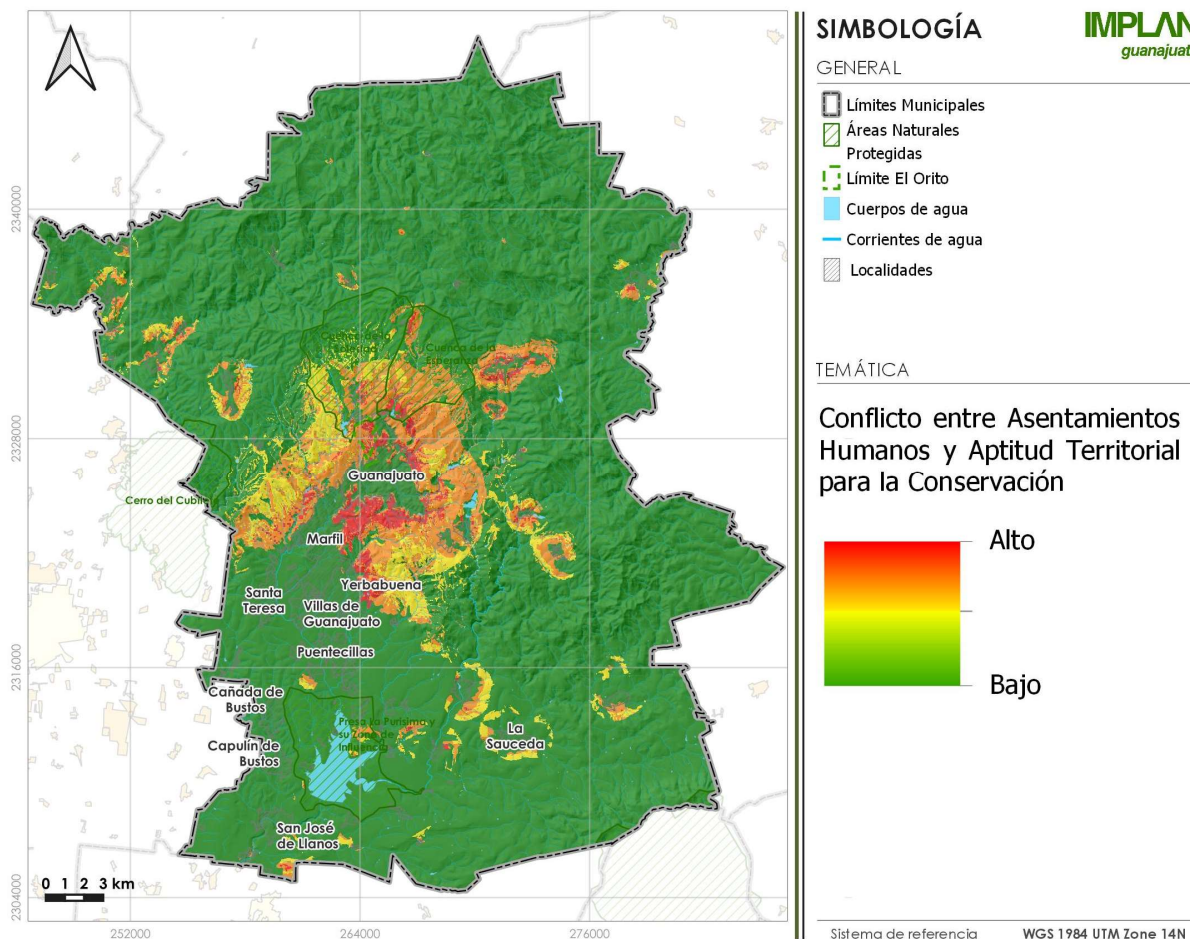 SIMBOLOGÍA
IMPLAN
guanajuat
GENERAL
Límites Municipales
Áreas Naturales
Protegidas
Límite El Orito
Cuerpos de agua
Corrientes de agua
Localidades
TEMÁTICA
Conflicto entre Asentamientos
Humanos y Aptitud Territorial
para la Conservación
Alto
Bajo
Sistema de referencia
WGS 1984 UTM Zone 14N
2340000
2328000
2316000
2304000
252000
264000
276000
Cuenca de la
Esperanza
Cerro del Cubilete
Guanajuato
Marfil
Yerbabuena
Santa
Teresa
Villas de
Guanajuato
Puentecillas
Cañada de
Bustos
Presa La Purísima y
su Zona de
Influencia
La
Sauceda
Capulín de
Bustos
San José
de Llanos
0 1 2 3 km